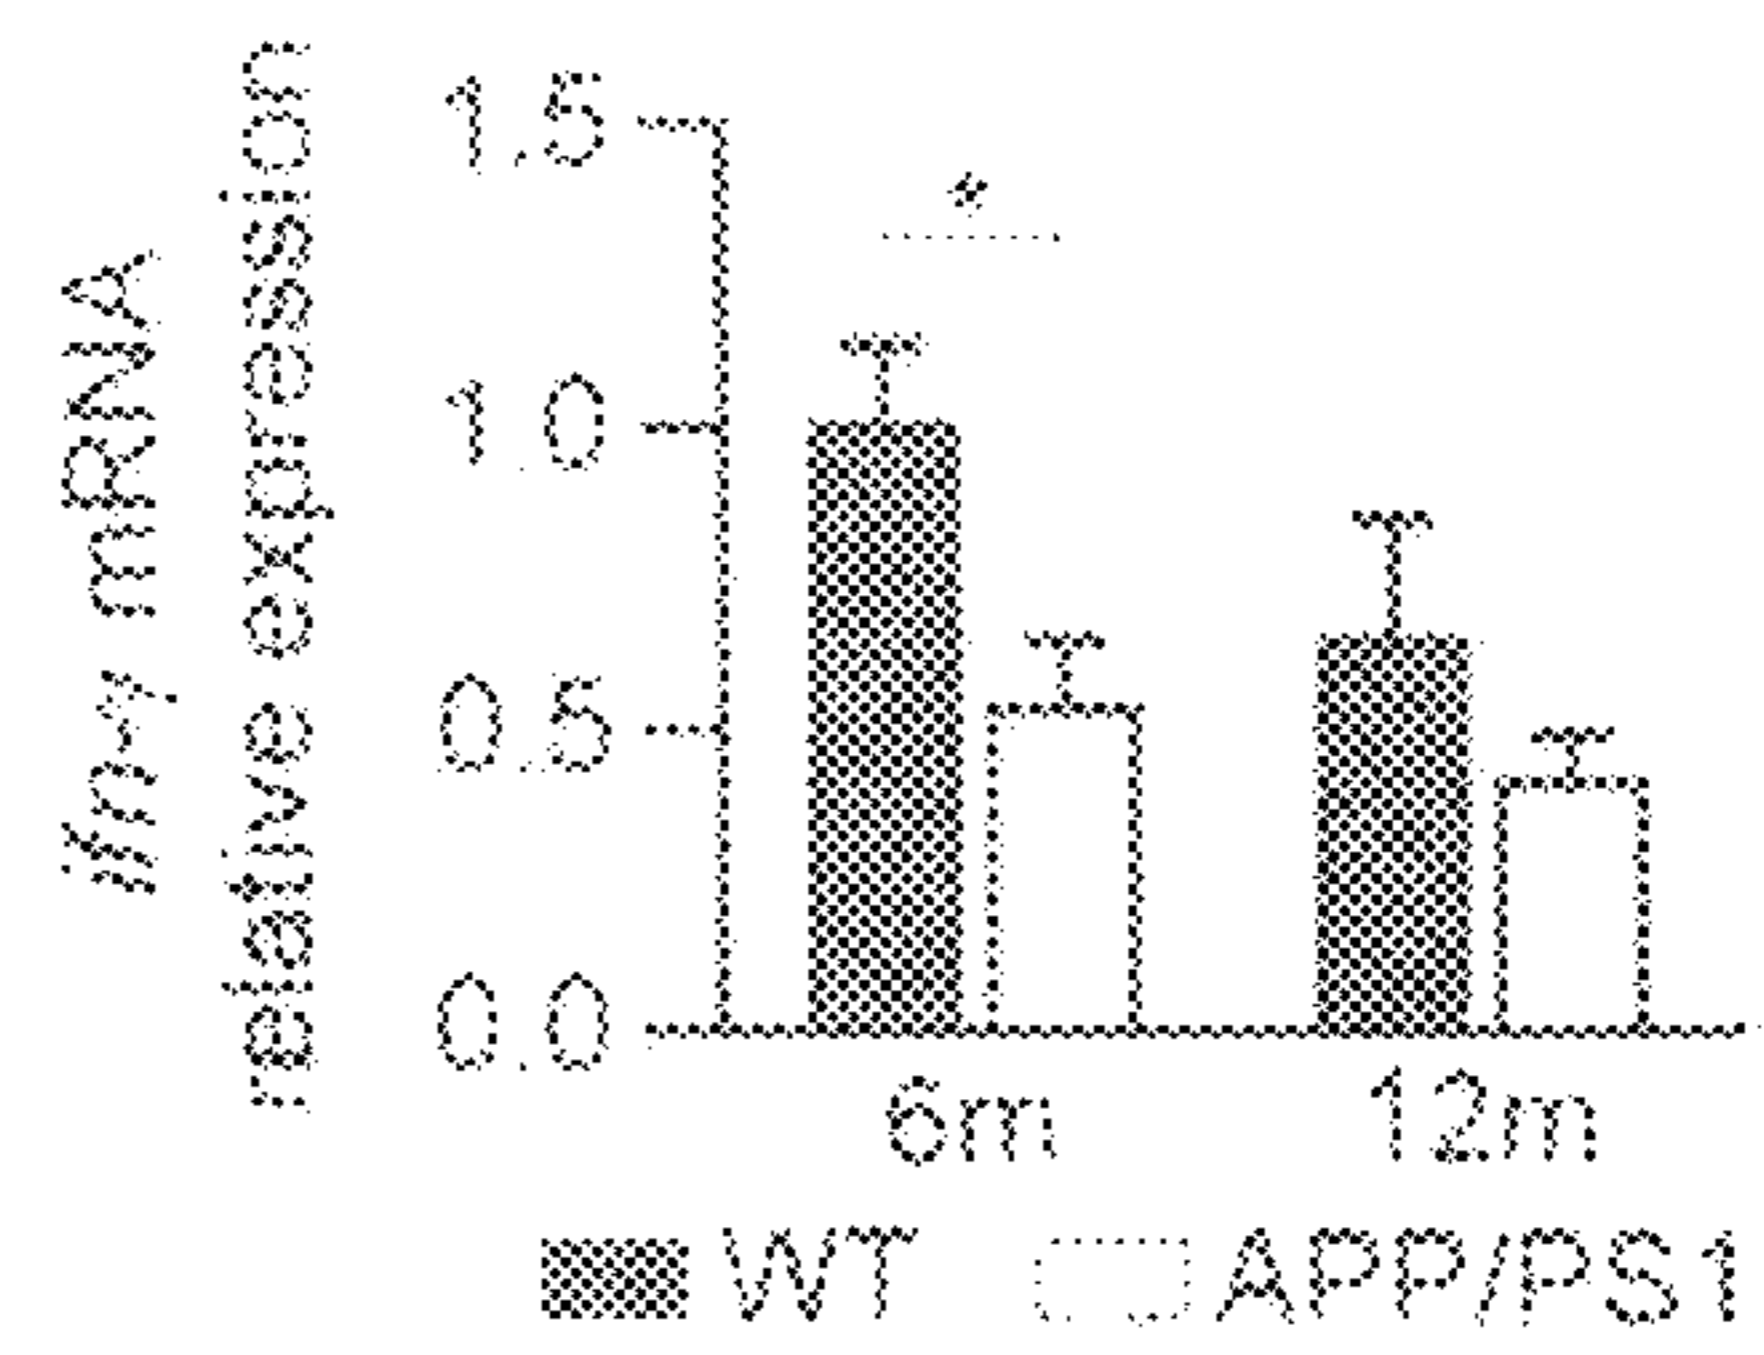 ifn-γ mRNA
relative expression
1.5
1.0
0.5
0.0
*
6m 12m
WT APP/PS1